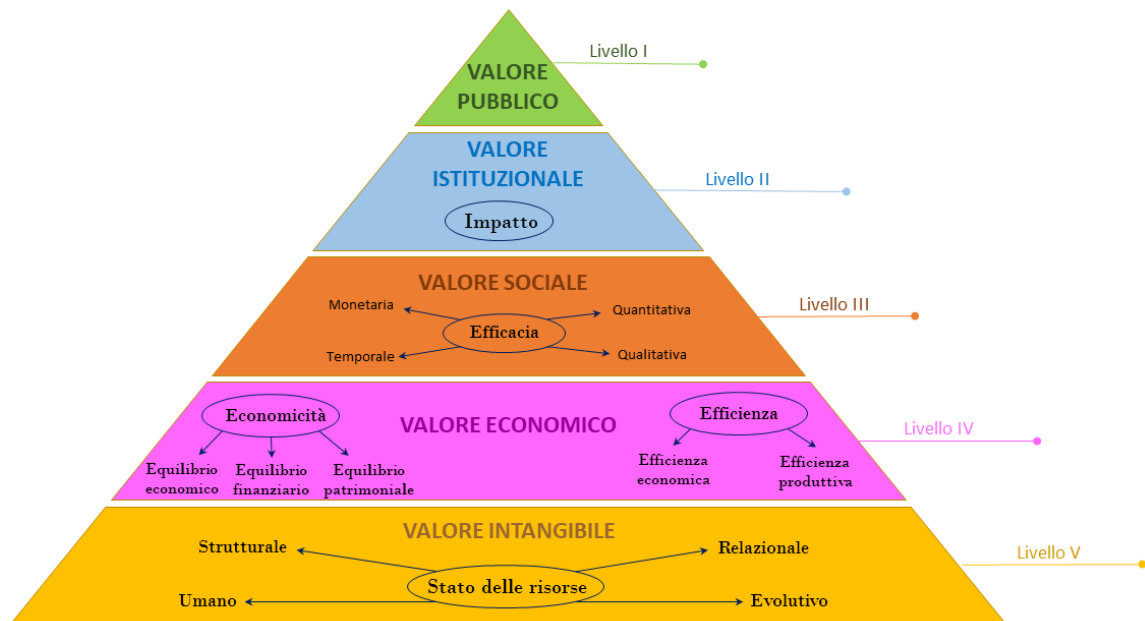 VALORE
PUBBLICO
Livello I
VALORE
ISTITUZIONALE
Impatto
Livello II
VALORE SOCIALE
Monetaria
Quantitativa
Efficacia
Temporale
Qualitativa
Livello III
Economicità
VALORE ECONOMICO
Efficienza
Equilibrio
economico
Equilibrio
finanziario
Equilibrio
patrimoniale
Efficienza
economica
Efficienza
produttiva
Livello IV
VALORE INTANGIBILE
Strutturale
Relazionale
Stato delle risorse
Umano
Evolutivo
Livello V